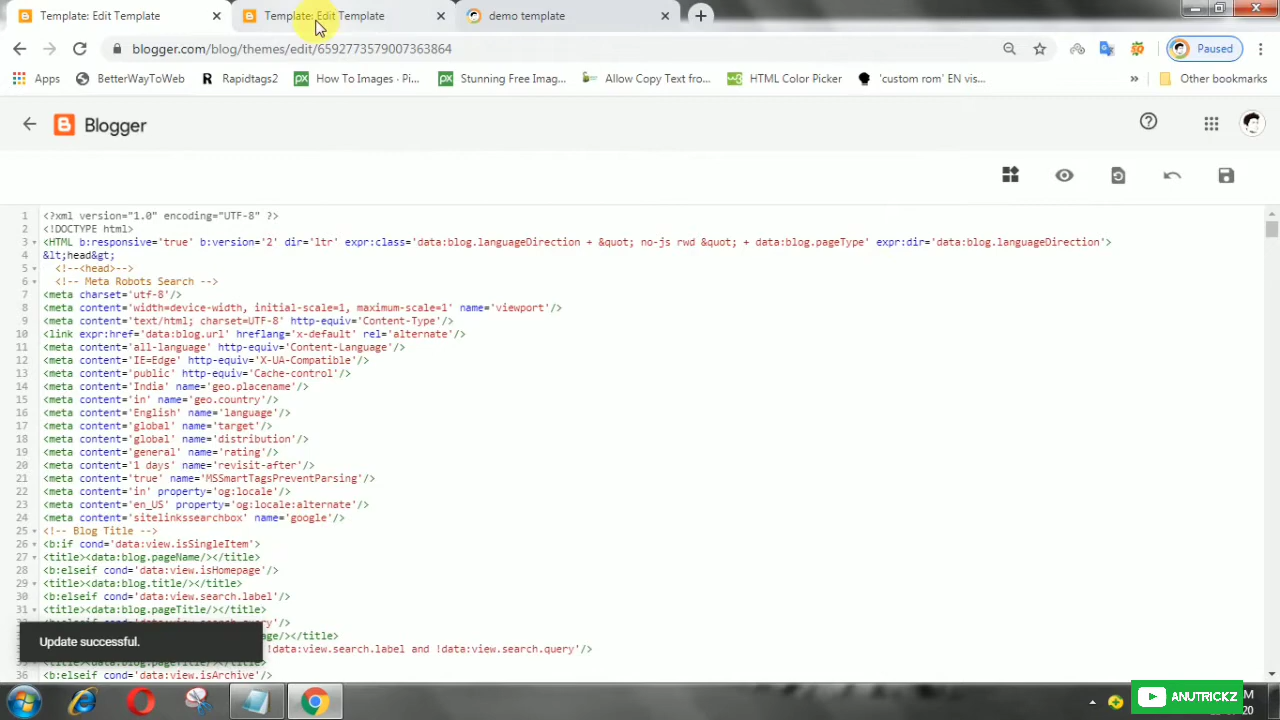 Template: Edit Template
Template: Edit Template
demo template
blogger.com/blog/themes/edit/6592773579007363864
Paused
Apps
BetterWayToWeb
Rapidtags2
How To Images - Pi...
Stunning Free Imag...
Allow Copy Text fro...
HTML Color Picker
'custom rom' EN vis...
Other bookmarks
Blogger
1 <?xml version="1.0" encoding="UTF-8" ?>
2 <!DOCTYPE html>
3 <HTML b:responsive='true' b:version='2' dir='ltr' expr:class='data:blog.languageDirection + &quot; no-js rwd &quot; + data:blog.pageType' expr:dir='data:blog.languageDirection'>
4 &lt;head&gt;
5 <!--<head>-->
6 <!-- Meta Robots Search -->
7 <meta charset='utf-8'/>
8 <meta content='width=device-width, initial-scale=1, maximum-scale=1' name='viewport'/>
9 <meta content='text/html; charset=UTF-8' http-equiv='Content-Type'/>
10 <link expr:href='data:blog.url' hreflang='x-default' rel='alternate'/>
11 <meta content='all-language' http-equiv='Content-Language'/>
12 <meta content='IE=Edge' http-equiv='X-UA-Compatible'/>
13 <meta content='public' http-equiv='Cache-control'/>
14 <meta content='India' name='geo.placename'/>
15 <meta content='in' name='geo.country'/>
16 <meta content='English' name='language'/>
17 <meta content='global' name='target'/>
18 <meta content='global' name='distribution'/>
19 <meta content='general' name='rating'/>
20 <meta content='1 days' name='revisit-after'/>
21 <meta content='true' name='MSSmartTagsPreventParsing'/>
22 <meta content='in' property='og:locale'/>
23 <meta content='en_US' property='og:locale:alternate'/>
24 <meta content='sitelinkssearchbox' name='google'/>
25 <!-- Blog Title -->
26 <b:if cond='data:view.isSingleItem'>
27 <title><data:blog.pageName/></title>
28 <b:elseif cond='data:view.isHomepage'/>
29 <title><data:blog.title/></title>
30 <b:elseif cond='data:view.search.label'/>
31 <title><data:blog.pageTitle/></title>
<b:elseif cond='data:view.search.query'/>
age/></title>
!data:view.search.label and !data:view.search.query'/>
<title><data:blog.pageTitle/></title>
36 <b:elseif cond='data:view.isArchive'/>
Update successful.
ANUTRICKZ
M
20